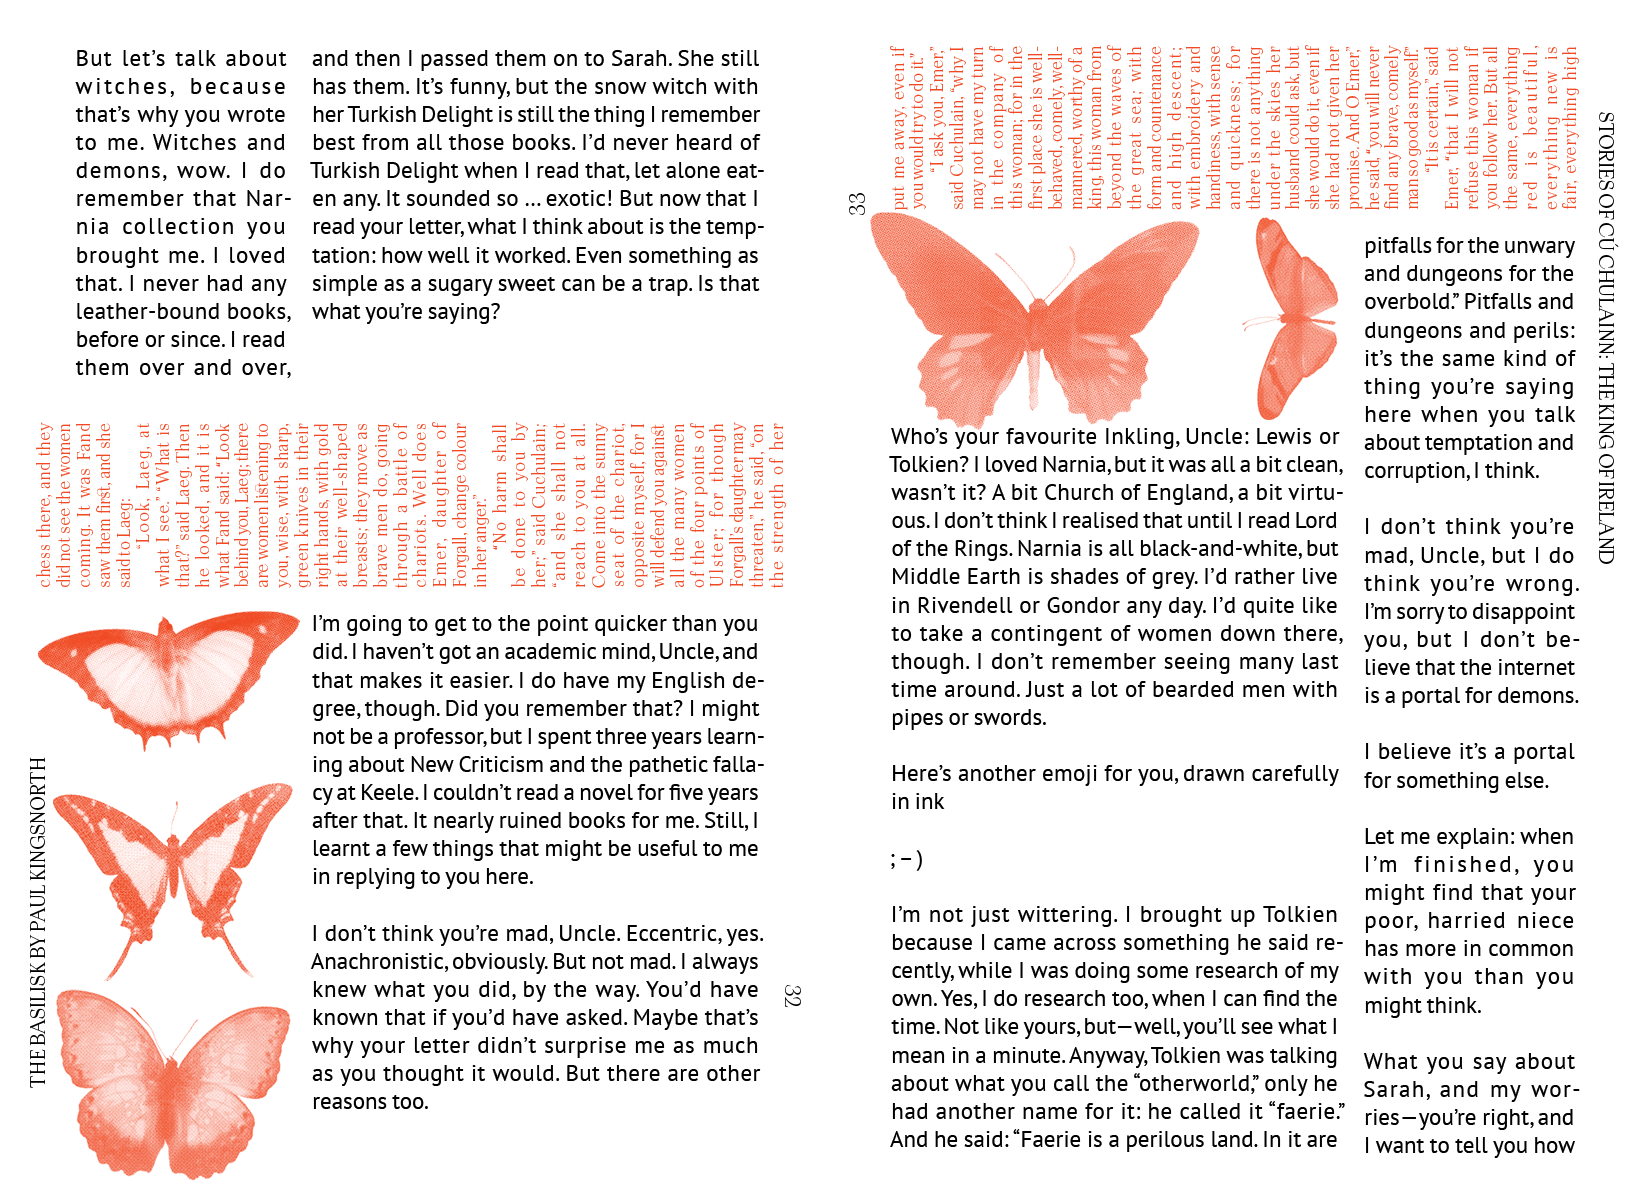 But let’s talk about
witches, because
that’s why you wrote
to me. Witches and
demons, wow. I do
remember that Nar-
nia collection you
brought me. I loved
that. I never had any
leather-bound books,
before or since. I read
them over and over,
and then I passed them on to Sarah. She still
has them. It’s funny, but the snow witch with
her Turkish Delight is still the thing I remember
best from all those books. I’d never heard of
Turkish Delight when I read that, let alone eat-
en any. It sounded so ... exotic! But now that I
read your letter, what I think about is the temp-
tation: how well it worked. Even something as
simple as a sugary sweet can be a trap. Is that
what you’re saying?
chess there, and they
did not see the women
coming. It was Fand
saw them first, and she
said to Laeg:
“Look, Laeg, at
what I see.” “What is
that?” said Laeg. Then
he looked, and it is
what Fand said: “Look
behind you, Laeg; there
are women listening to
you, wise, with sharp,
green knives in their
right hands, with gold
at their well-shaped
breasts; they move as
brave men do, going
through a battle of
chariots. Well does
Emer, daughter of
Forgall, change colour
in her anger.”
“No harm shall
be done to you by
her,” said Cuchulain;
“and she shall not
reach to you at all.
Come into the sunny
seat of the chariot,
opposite myself, for I
will defend you against
all the many women
of the four points of
Ulster; for though
Forgall’s daughter may
threaten,” he said, “on
the strength of her
I’m going to get to the point quicker than you
did. I haven’t got an academic mind, Uncle, and
that makes it easier. I do have my English de-
gree, though. Did you remember that? I might
not be a professor, but I spent three years learn-
ing about New Criticism and the pathetic falla-
cy at Keele. I couldn’t read a novel for five years
after that. It nearly ruined books for me. Still, I
learnt a few things that might be useful to me
in replying to you here.
I don’t think you’re mad, Uncle. Eccentric, yes.
Anachronistic, obviously. But not mad. I always
knew what you did, by the way. You’d have
known that if you’d have asked. Maybe that’s
why your letter didn’t surprise me as much
as you thought it would. But there are other
reasons too.
THE BASILISK BY PAUL KINGSNORTH
32
33
put me away, even if
you would try to do it.”
“I ask you, Emer,”
said Cuchulain, “why I
may not have my turn
in the company of
this woman; for in the
first place she is well-
behaved, comely, well-
mannered, worthy of a
king, this woman from
beyond the waves of
the great sea; with
form and countenance
and high descent;
with embroidery and
handiness, with sense
and quickness; for
there is not anything
under the skies her
husband could ask, but
she would do it, even if
she had not given her
promise. And O Emer,”
he said, “you will never
find any brave, comely
man so good as myself.”
“It is certain,” said
Emer, “that I will not
refuse this woman if
you follow her. But all
the same, everything
red is beautiful,
everything new is
fair, everything high
STORIES OF CÚ CHULAINN: THE KING OF IRELAND
Who’s your favourite Inkling, Uncle: Lewis or
Tolkien? I loved Narnia, but it was all a bit clean,
wasn’t it? A bit Church of England, a bit virtu-
ous. I don’t think I realised that until I read Lord
of the Rings. Narnia is all black-and-white, but
Middle Earth is shades of grey. I’d rather live
in Rivendell or Gondor any day. I’d quite like
to take a contingent of women down there,
though. I don’t remember seeing many last
time around. Just a lot of bearded men with
pipes or swords.
Here’s another emoji for you, drawn carefully
in ink
; – )
I’m not just wittering. I brought up Tolkien
because I came across something he said re-
cently, while I was doing some research of my
own. Yes, I do research too, when I can find the
time. Not like yours, but—well, you’ll see what I
mean in a minute. Anyway, Tolkien was talking
about what you call the “otherworld,” only he
had another name for it: he called it “faerie.”
And he said: “Faerie is a perilous land. In it are
pitfalls for the unwary
and dungeons for the
overbold.” Pitfalls and
dungeons and perils:
it’s the same kind of
thing you’re saying
here when you talk
about temptation and
corruption, I think.
I don’t think you’re
mad, Uncle, but I do
think you’re wrong.
I’m sorry to disappoint
you, but I don’t be-
lieve that the internet
is a portal for demons.
I believe it’s a portal
for something else.
Let me explain: when
I’m finished, you
might find that your
poor, harried niece
has more in common
with you than you
might think.
What you say about
Sarah, and my wor-
ries—you’re right, and
I want to tell you how